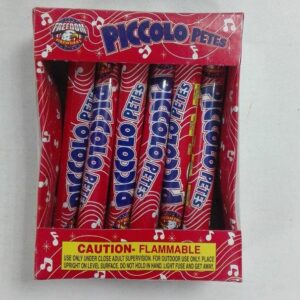 FREEDOM
PICCOLO PETES
PICCOLO PETES
PICCOLO PETES
PICCOLO PETES
PICCOLO PETES
CAUTION- FLAMMABLE
USE ONLY UNDER CLOSE ADULT SUPERVISION. FOR OUTDOOR USE ONLY. PLACE
UPRIGHT ON LEVEL SURFACE, DO NOT HOLD IN HAND. LIGHT FUSE AND GET AWAY.